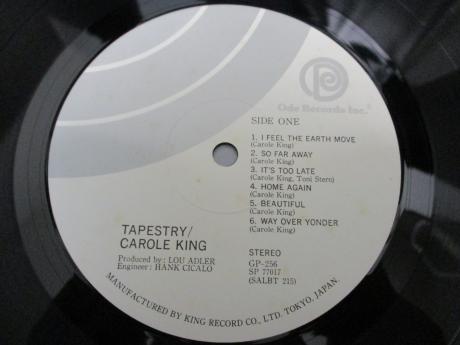 Ode Records Inc.
SIDE ONE
1. I FEEL THE EARTH MOVE
(Carole King)
2. SO FAR AWAY
(Carole King)
3. IT'S TOO LATE
(Carole King, Toni Stern)
4. HOME AGAIN
(Carole King)
5. BEAUTIFUL
(Carole King)
6. WAY OVER YONDER
(Carole King)
TAPESTRY/
CAROLE KING
Produced by : LOU ADLER
Engineer : HANK CICALO
STEREO
GP-256
SP 77017
(SALBT 215)
MANUFACTURED BY KING RECORD CO., LTD. TOKYO, JAPAN.